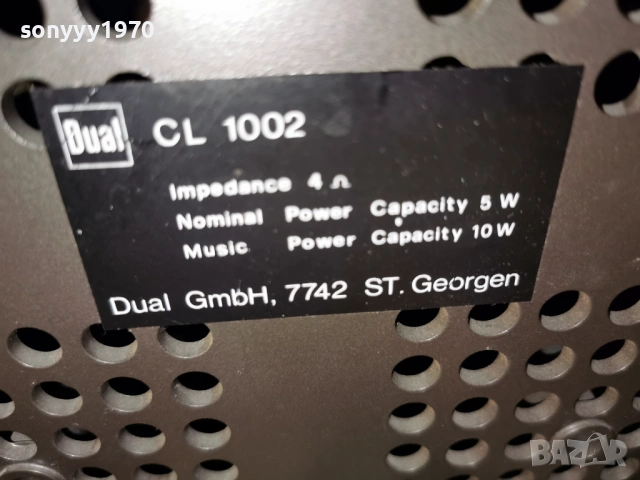 sonyyy1970
Dual CL 1002
Impedance 4 Ω
Nominal Power Capacity 5 W
Music Power Capacity 10 W
Dual GmbH, 7742 ST. Georgen
BAZAR